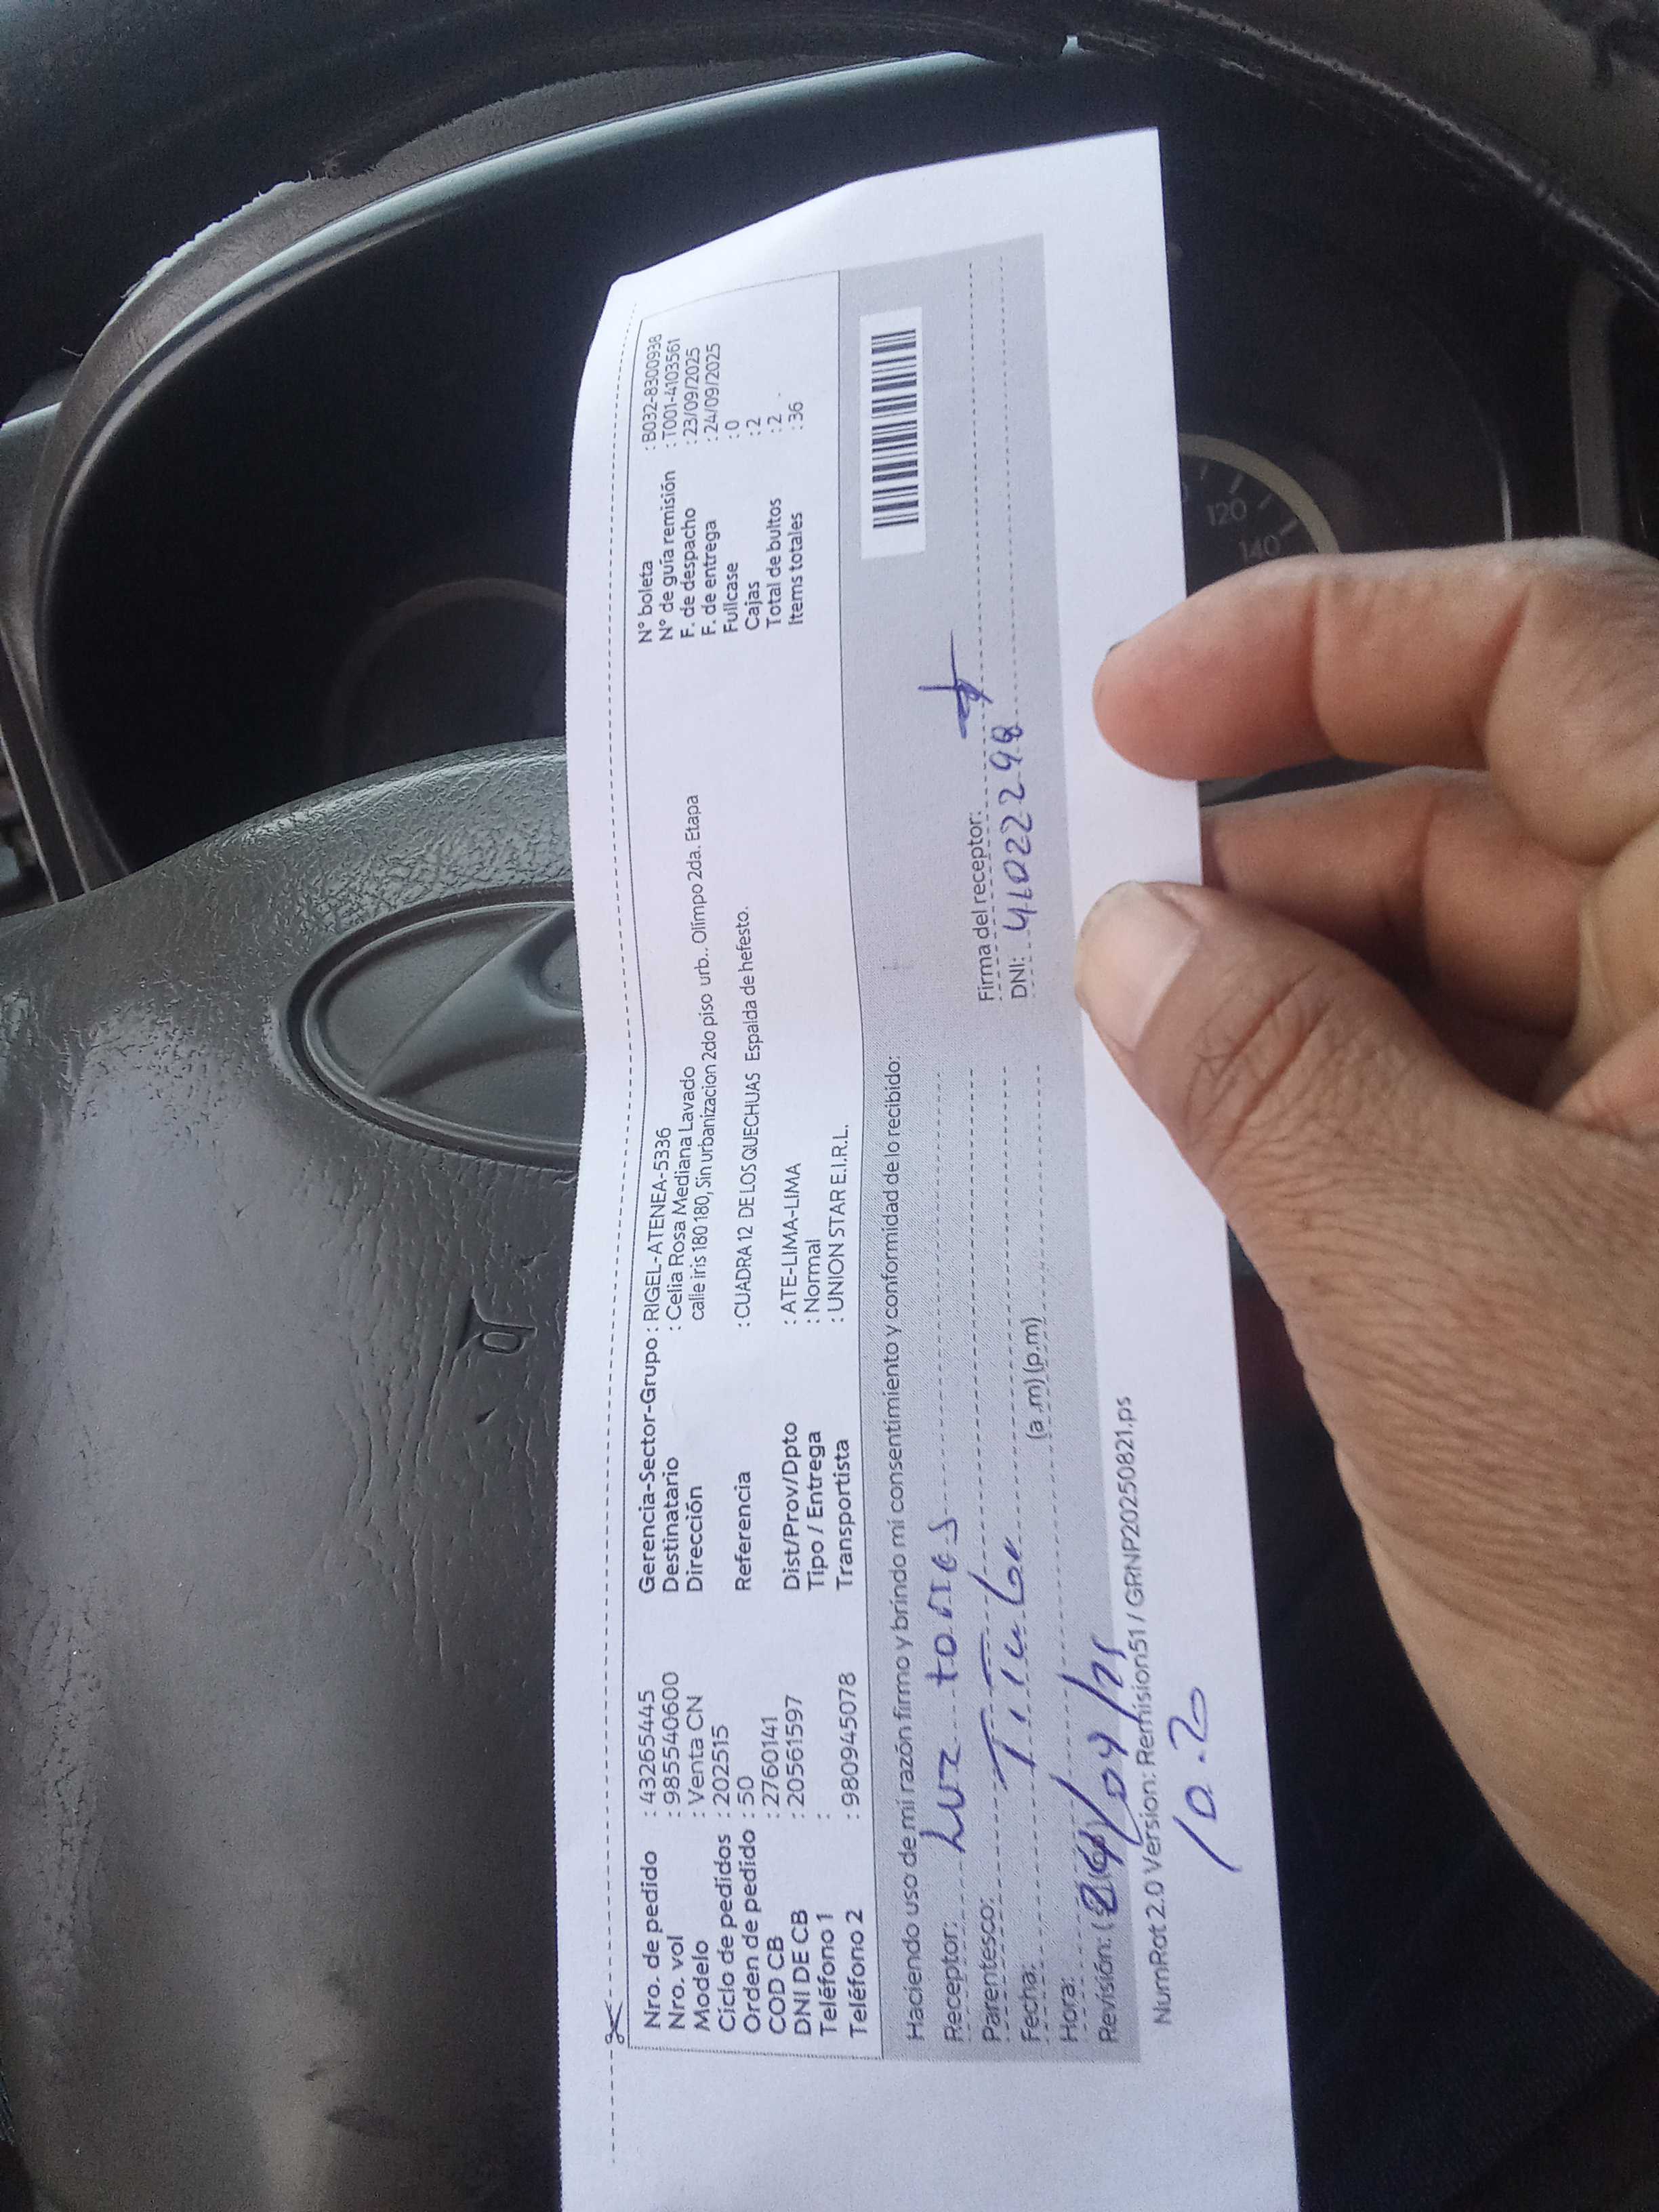 Nro. de pedido : 43265445
Nro. vol : 985540600
Modelo : Venta CN
Ciclo de pedidos : 202515
Orden de pedido : 50
COD CB : 2760141
DNI DE CB : 20561597
Teléfono 1 :
Teléfono 2 : 980945078
Gerencia-Sector-Grupo : RIGEL-ATENEA-5336
Destinatario : Celia Rosa Mediana Lavado
Dirección calle iris 180 180, Sin urbanizacion 2do piso urb.. Olimpo 2da. Etapa
Referencia : CUADRA 12 DE LOS QUECHUAS Espalda de hefesto.
Dist/Prov/Dpto : ATE-LIMA-LIMA
Tipo / Entrega : Normal
Transportista : UNION STAR E.I.R.L.
N° boleta : B032-8300936
N° de guía remisión : T001-4103561
F. de despacho : 23/09/2025
F. de entrega : 24/09/2025
Fullcase : 0
Cajas : 2
Total de bultos : 2
Items totales : 36
Haciendo uso de mi razón firmo y brindo mi consentimiento y conformidad de lo recibido:
Receptor: Luz torres
Parentesco:
Fecha:
Hora: (a.m) (p.m)
Revisión: (
Firma del receptor:
DNI:
NumRot 2.0 Version: Remision51 / GRNP20250821.ps
10.20
120
140